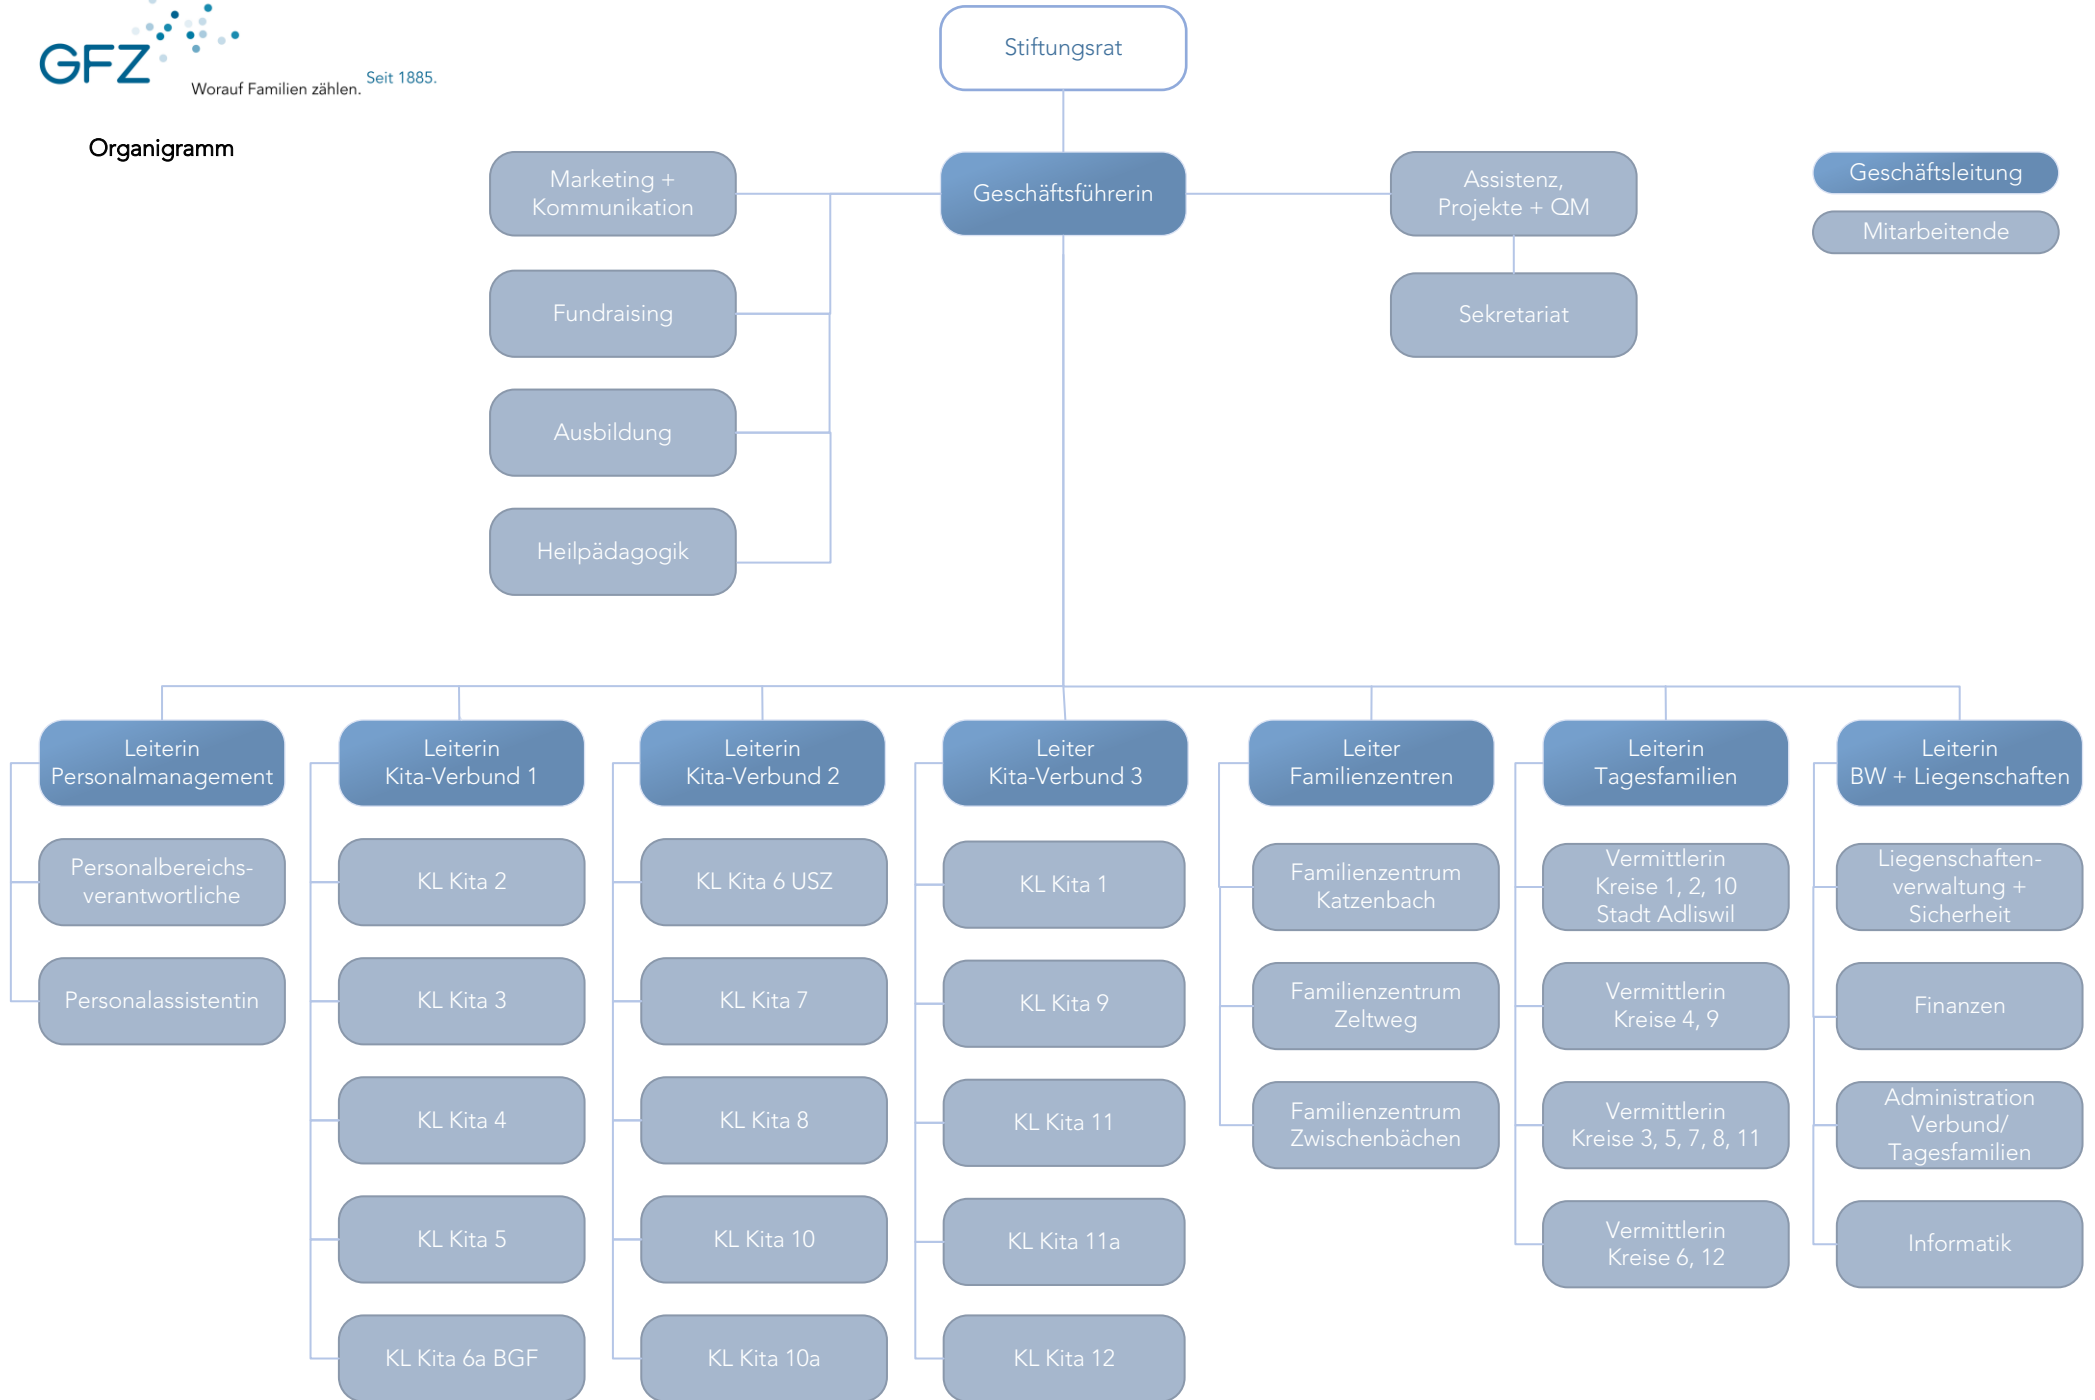 GFZ
Worauf Familien zählen.
Seit 1885.
Organigramm
Stiftungsrat
Marketing +
Kommunikation
Geschäftsführerin
Assistenz,
Projekte + QM
Geschäftsleitung
Mitarbeitende
Fundraising
Sekretariat
Ausbildung
Heilpädagogik
Leiterin
Personalmanagement
Personalbereichs-
verantwortliche
Personalassistentin
Leiterin
Kita-Verbund 1
KL Kita 2
KL Kita 3
KL Kita 4
KL Kita 5
KL Kita 6a BGF
Leiterin
Kita-Verbund 2
KL Kita 6 USZ
KL Kita 7
KL Kita 8
KL Kita 10
KL Kita 10a
Leiter
Kita-Verbund 3
KL Kita 1
KL Kita 9
KL Kita 11
KL Kita 11a
KL Kita 12
Leiter
Familienzentren
Familienzentrum
Katzenbach
Familienzentrum
Zeltweg
Familienzentrum
Zwischenbächen
Leiterin
Tagesfamilien
Vermittlerin
Kreise 1, 2, 10
Stadt Adliswil
Vermittlerin
Kreise 4, 9
Vermittlerin
Kreise 3, 5, 7, 8, 11
Vermittlerin
Kreise 6, 12
Leiterin
BW + Liegenschaften
Liegenschaften-
verwaltung +
Sicherheit
Finanzen
Administration
Verbund/
Tagesfamilien
Informatik